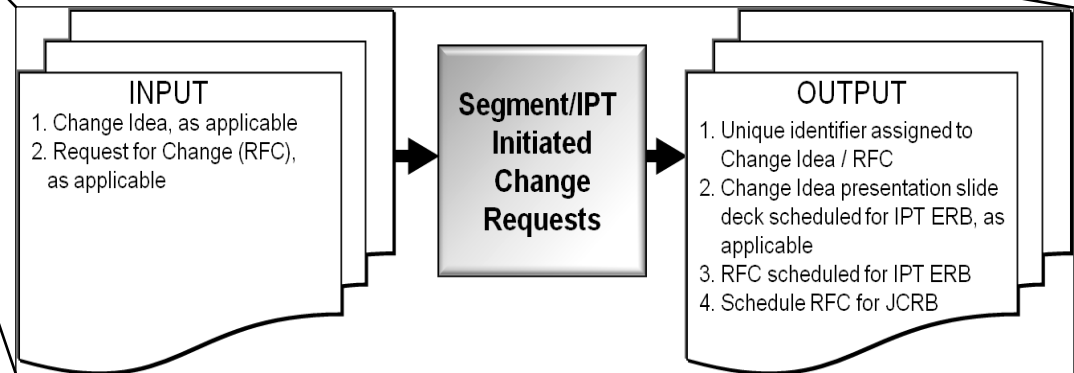 INPUT
1. Change Idea, as applicable
2. Request for Change (RFC),
as applicable
Segment/IPT
Initiated
Change
Requests
OUTPUT
1. Unique identifier assigned to
Change Idea / RFC
2. Change Idea presentation slide
deck scheduled for IPT ERB, as
applicable
3. RFC scheduled for IPT ERB
4. Schedule RFC for JCRB